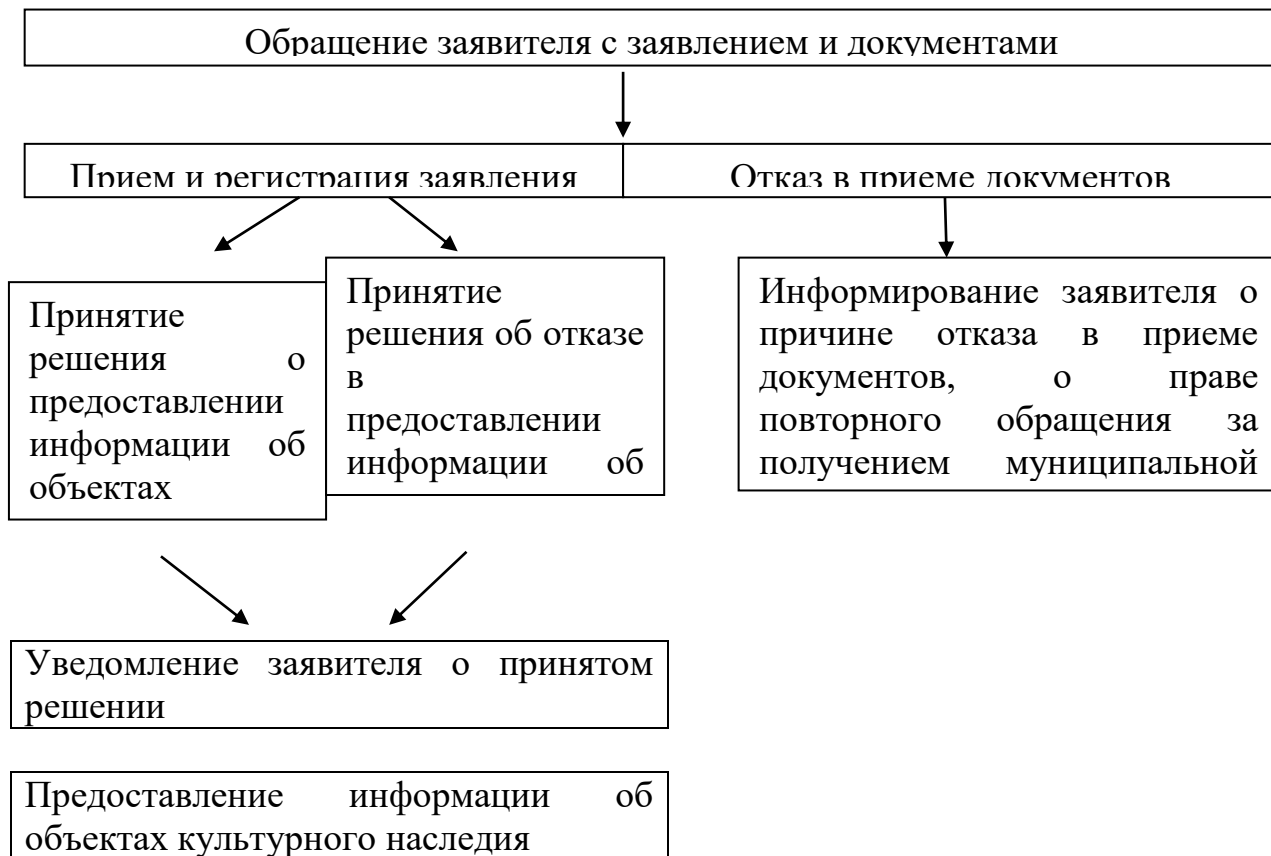 Обращение заявителя с заявлением и документами
Прием и регистрация заявления
Отказ в приеме документов
Принятие
решения о
предоставлении
информации об
объектах
Принятие
решения об отказе
в
предоставлении
информации об
Информирование заявителя о
причине отказа в приеме
документов, о праве
повторного обращения за
получением муниципальной
Уведомление заявителя о принятом
решении
Предоставление информации об
объектах культурного наследия